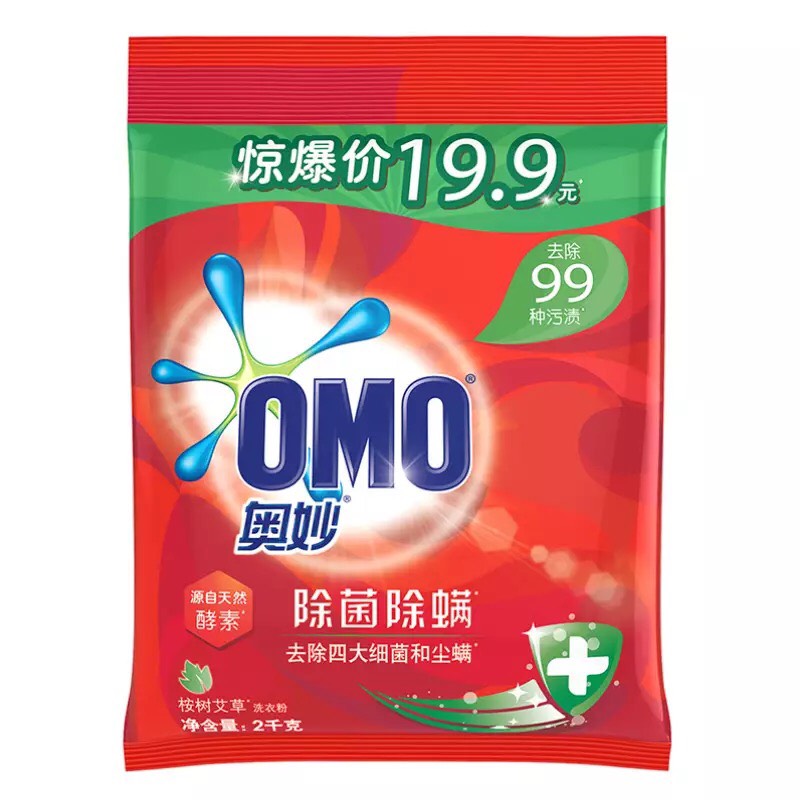 惊爆价19.9元*
去除
99
种污渍*
OMO®
奥妙®
源自天然
酵素*
除菌除螨*
去除四大细菌和尘螨*
桉树艾草*洗衣粉
净含量:2千克